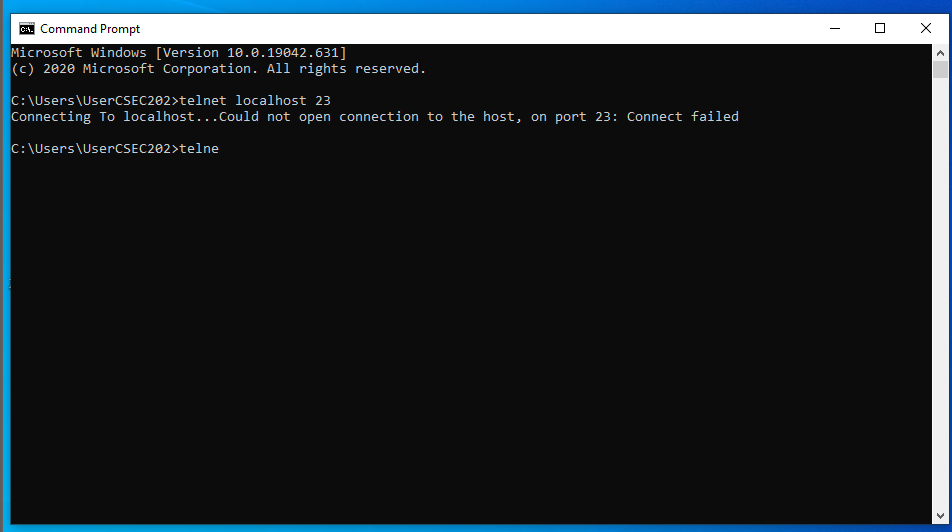 Command Prompt
Microsoft Windows [Version 10.0.19042.631]
(c) 2020 Microsoft Corporation. All rights reserved.
C:\Users\UserCSEC202>telnet localhost 23
Connecting To localhost...Could not open connection to the host, on port 23: Connect failed
C:\Users\UserCSEC202>telne